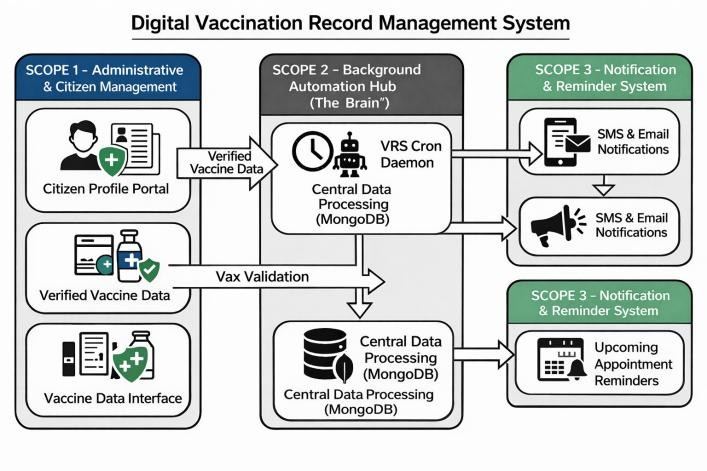 Digital Vaccination Record Management System
SCOPE 1 – Administrative
& Citizen Management
Citizen Profile Portal
Verified Vaccine Data
Vaccine Data Interface
Verified
Vaccine Data
Vax Validation
SCOPE 2 – Background
Automation Hub
(The Brain”)
VRS Cron
Daemon
Central Data
Processing
(MongoDB)
Central Data
Processing
(MongoDB)
Central Data Processing
(MongoDB)
SCOPE 3 – Notification
& Reminder System
SMS & Email
Notifications
SMS & Email
Notifications
SCOPE 3 – Notification
& Reminder System
Upcoming
Appointment
Reminders